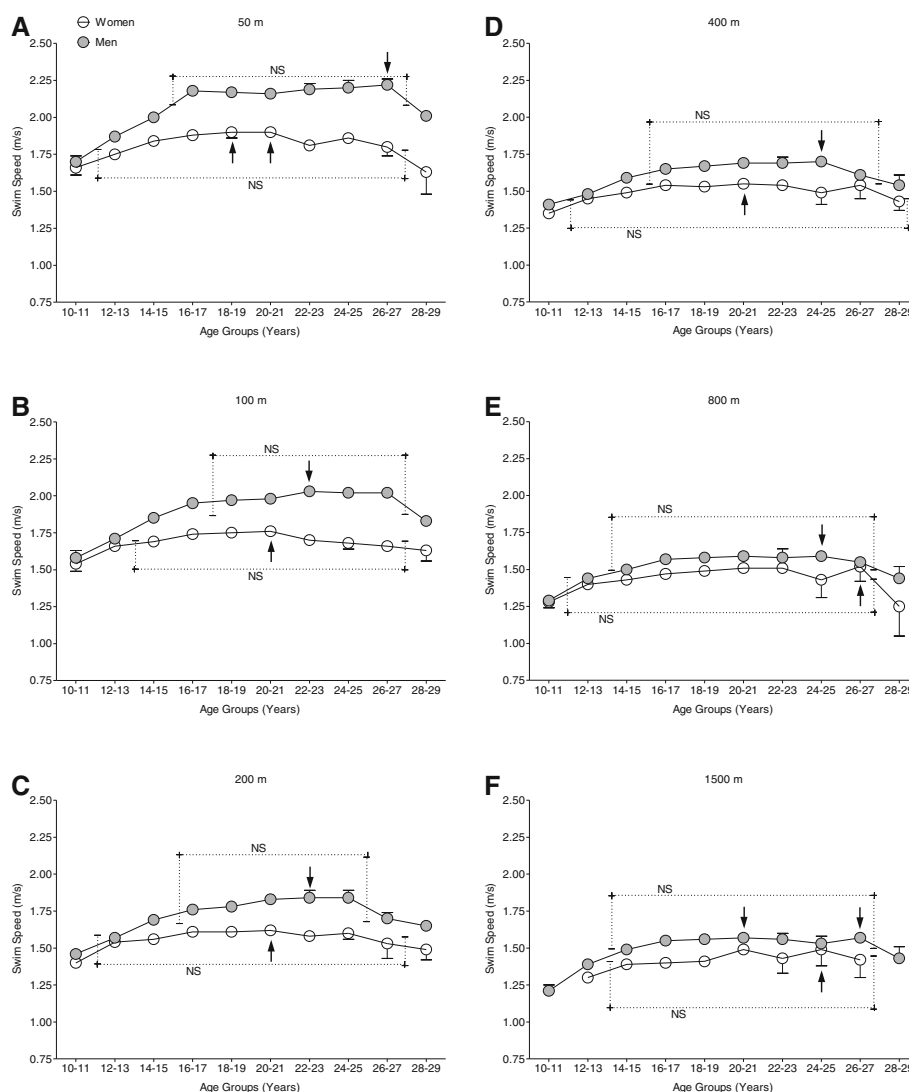 A
Women
Men
50 m
2.50
2.25
2.00
1.75
1.50
1.25
1.00
0.75
Swim Speed (m/s)
NS
NS
10-11 12-13 14-15 16-17 18-19 20-21 22-23 24-25 26-27 28-29
Age Groups (Years)
D
400 m
2.50
2.25
2.00
1.75
1.50
1.25
1.00
0.75
Swim Speed (m/s)
NS
NS
10-11 12-13 14-15 16-17 18-19 20-21 22-23 24-25 26-27 28-29
Age Groups (Years)
B
100 m
2.50
2.25
2.00
1.75
1.50
1.25
1.00
0.75
Swim Speed (m/s)
NS
NS
10-11 12-13 14-15 16-17 18-19 20-21 22-23 24-25 26-27 28-29
Age Groups (Years)
E
800 m
2.50
2.25
2.00
1.75
1.50
1.25
1.00
0.75
Swim Speed (m/s)
NS
NS
10-11 12-13 14-15 16-17 18-19 20-21 22-23 24-25 26-27 28-29
Age Groups (Years)
C
200 m
2.50
2.25
2.00
1.75
1.50
1.25
1.00
0.75
Swim Speed (m/s)
NS
NS
10-11 12-13 14-15 16-17 18-19 20-21 22-23 24-25 26-27 28-29
Age Groups (Years)
F
1500 m
2.50
2.25
2.00
1.75
1.50
1.25
1.00
0.75
Swim Speed (m/s)
NS
NS
10-11 12-13 14-15 16-17 18-19 20-21 22-23 24-25 26-27 28-29
Age Groups (Years)